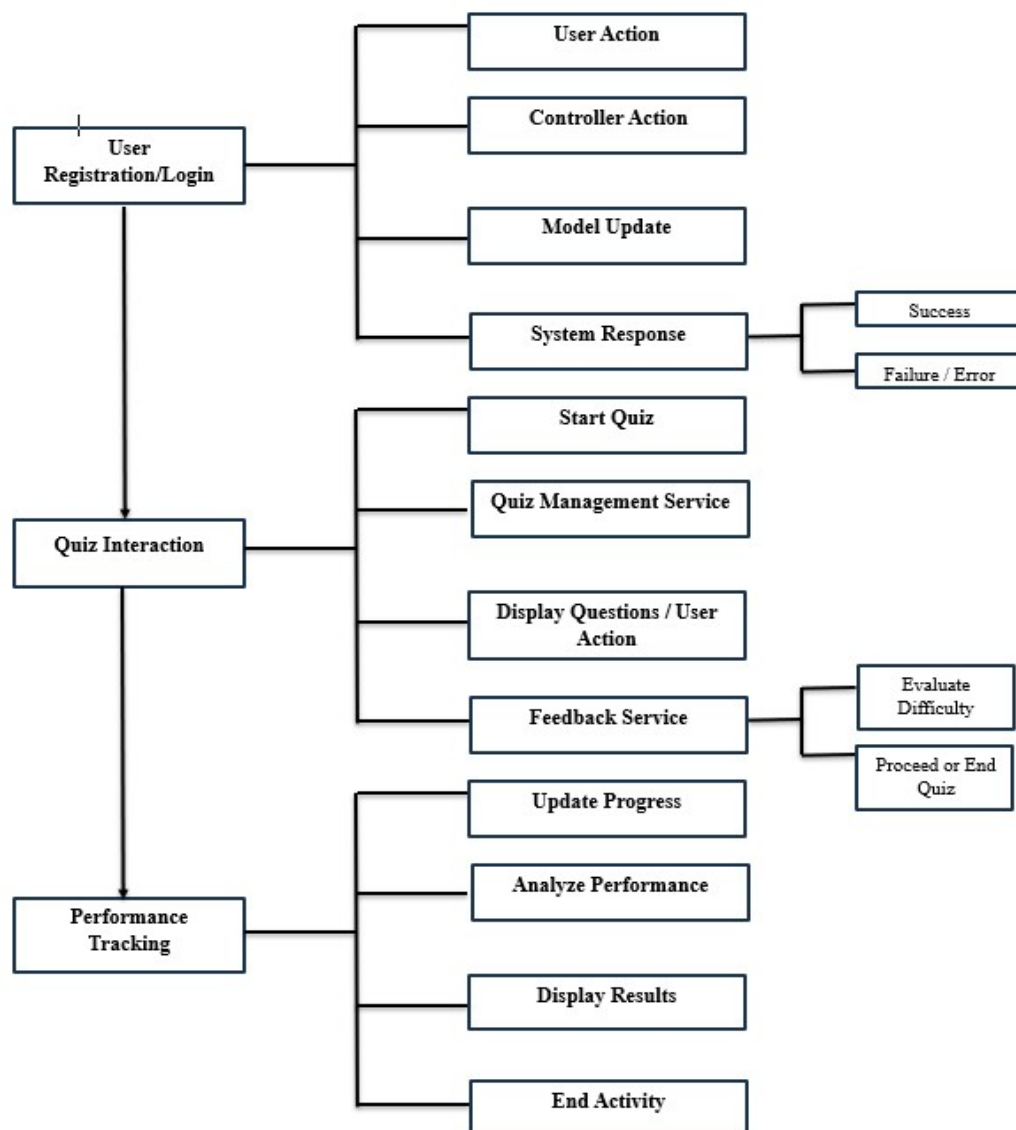 User Action
Controller Action
User
Registration/Login
Model Update
System Response
Success
Failure / Error
Start Quiz
Quiz Management Service
Quiz Interaction
Display Questions / User
Action
Feedback Service
Evaluate
Difficulty
Proceed or End
Quiz
Update Progress
Analyze Performance
Performance
Tracking
Display Results
End Activity